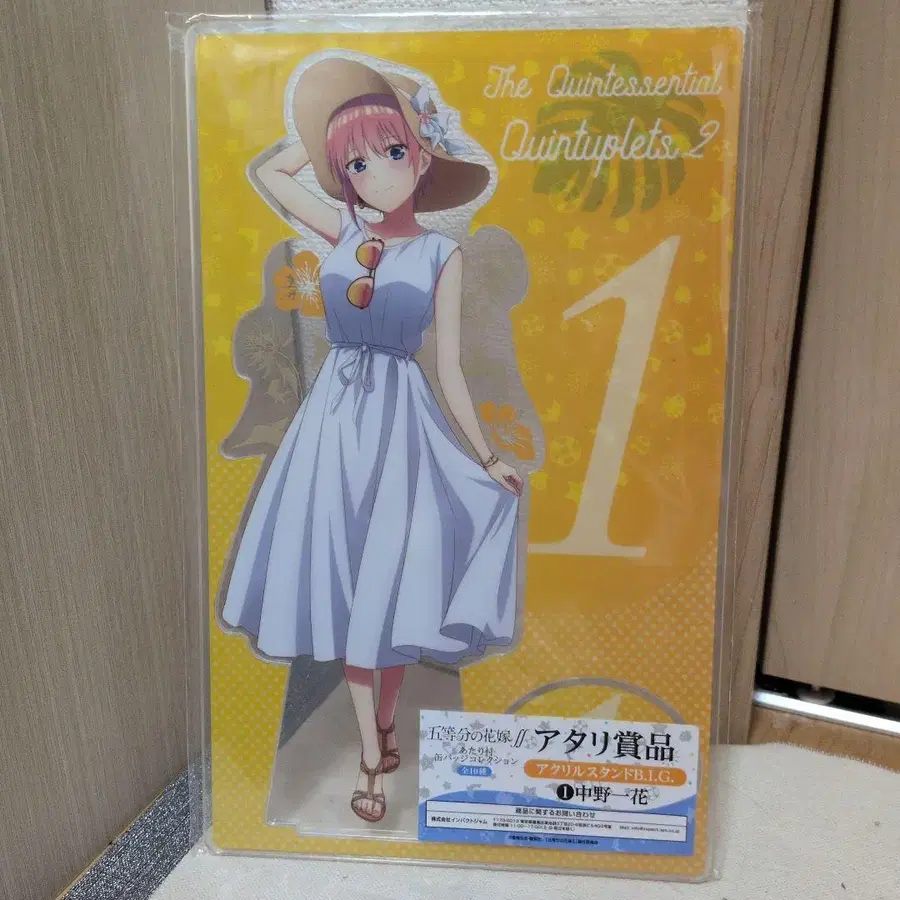 The Quintessential
Quintuplets 2
1
五等分の花嫁∬
あたり付
缶バッジコレクション
全10種
アタリ賞品
アクリルスタンドB.I.G.
❶中野一花
商品に関するお問い合わせ
株式会社インパクトジャム